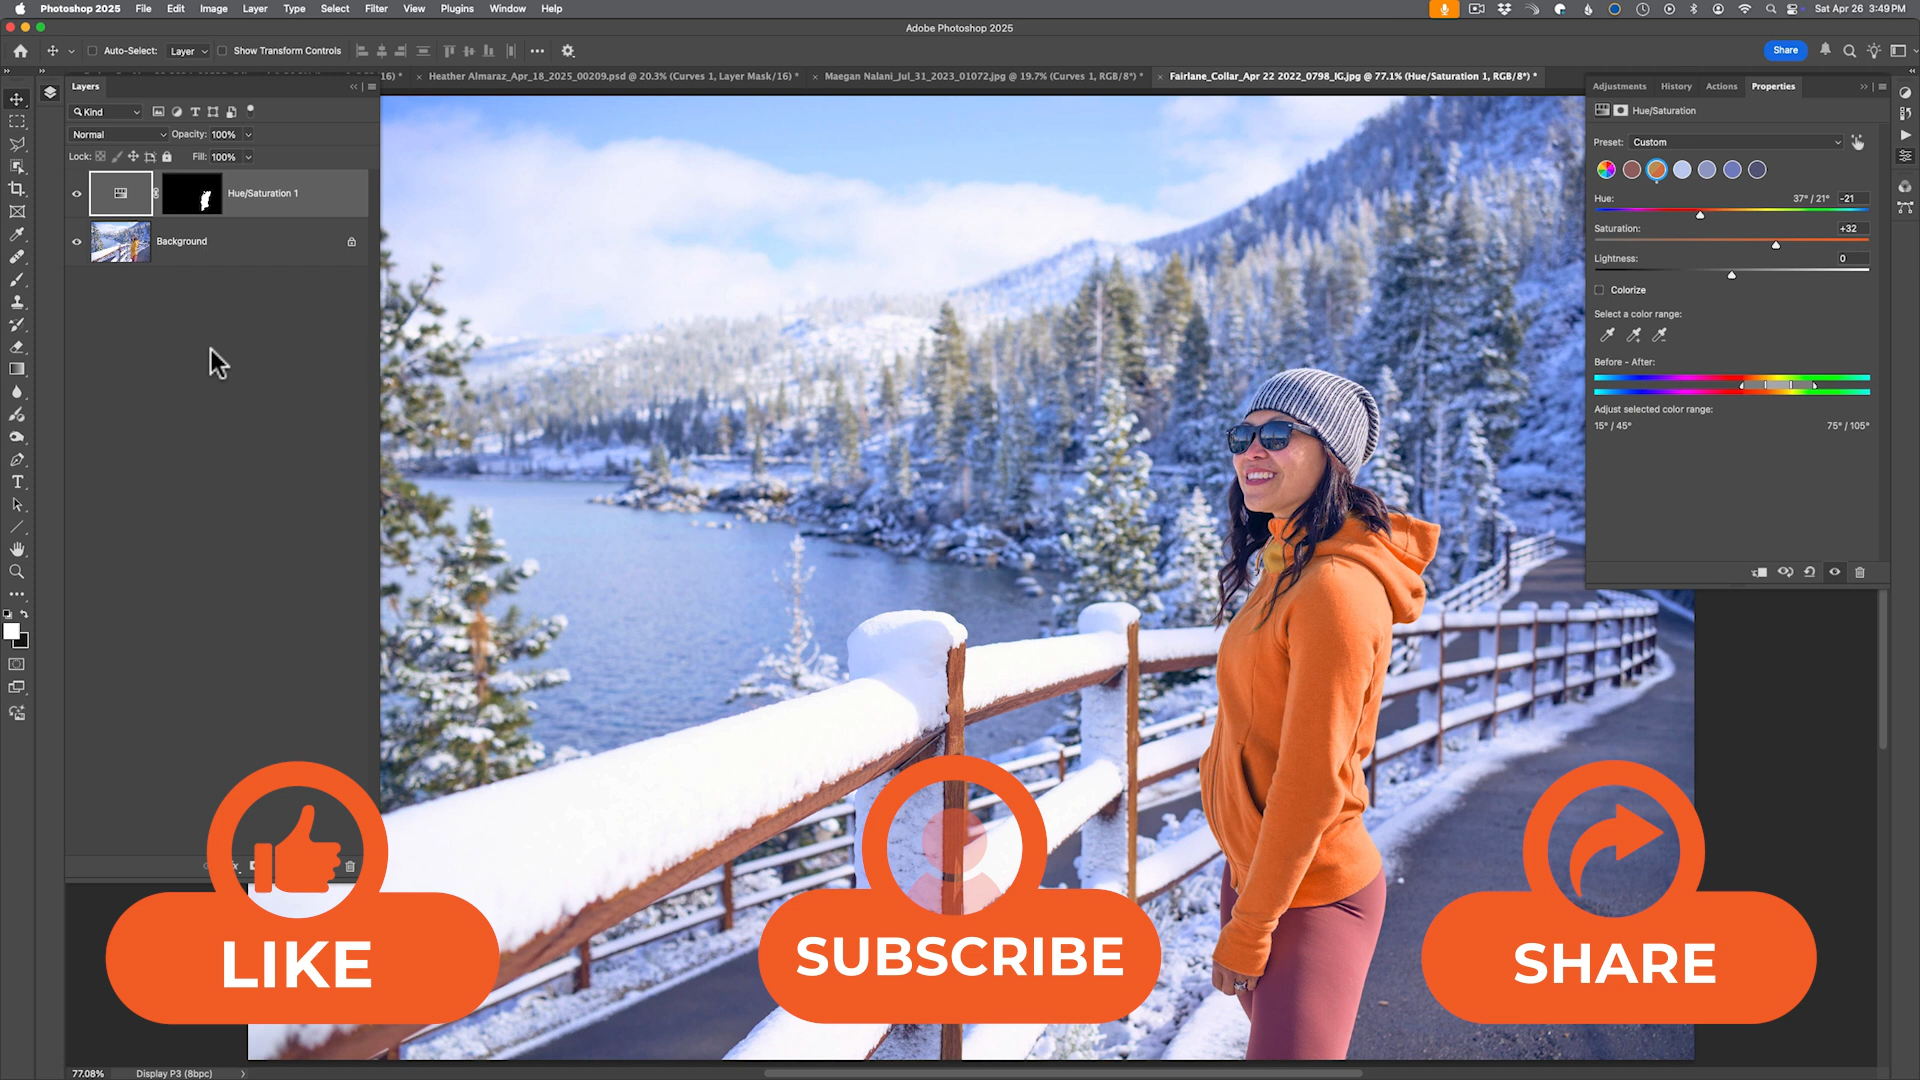 Photoshop 2025 File Edit Image Layer Type Select Filter View Plugins Window Help Sat Apr 26 3:49 PM
Adobe Photoshop 2025
Auto-Select: Layer Show Transform Controls Share
16) * Heather Almaraz_Apr_18_2025_00209.psd @ 20.3% (Curves 1, Layer Mask/16) * Maegan Nalani_Jul_31_2023_01072.jpg @ 19.7% (Curves 1, RGB/8*) * Fairlane_Collar_Apr 22 2022_0798_IG.jpg @ 77.1% (Hue/Saturation 1, RGB/8*) *
Layers
Kind
Normal Opacity: 100%
Lock: Fill: 100%
Hue/Saturation 1
Background
Adjustments History Actions Properties
Hue/Saturation
Preset: Custom
Hue: 37° / 21° -21
Saturation: +32
Lightness: 0
Colorize
Select a color range:
Before - After:
Adjust selected color range:
15° / 45° 75° / 105°
LIKE
SUBSCRIBE
SHARE
77.08% Display P3 (8bpc)